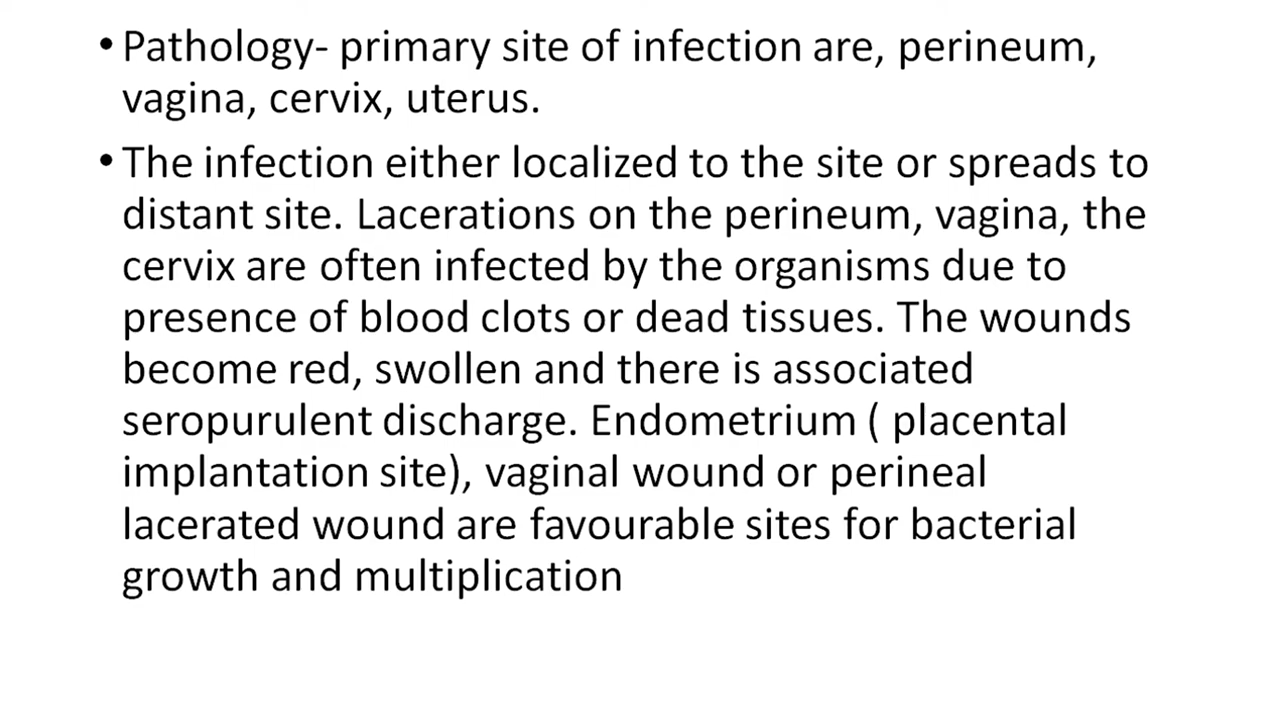 • Pathology- primary site of infection are, perineum,
vagina, cervix, uterus.
• The infection either localized to the site or spreads to
distant site. Lacerations on the perineum, vagina, the
cervix are often infected by the organisms due to
presence of blood clots or dead tissues. The wounds
become red, swollen and there is associated
seropurulent discharge. Endometrium ( placental
implantation site), vaginal wound or perineal
lacerated wound are favourable sites for bacterial
growth and multiplication